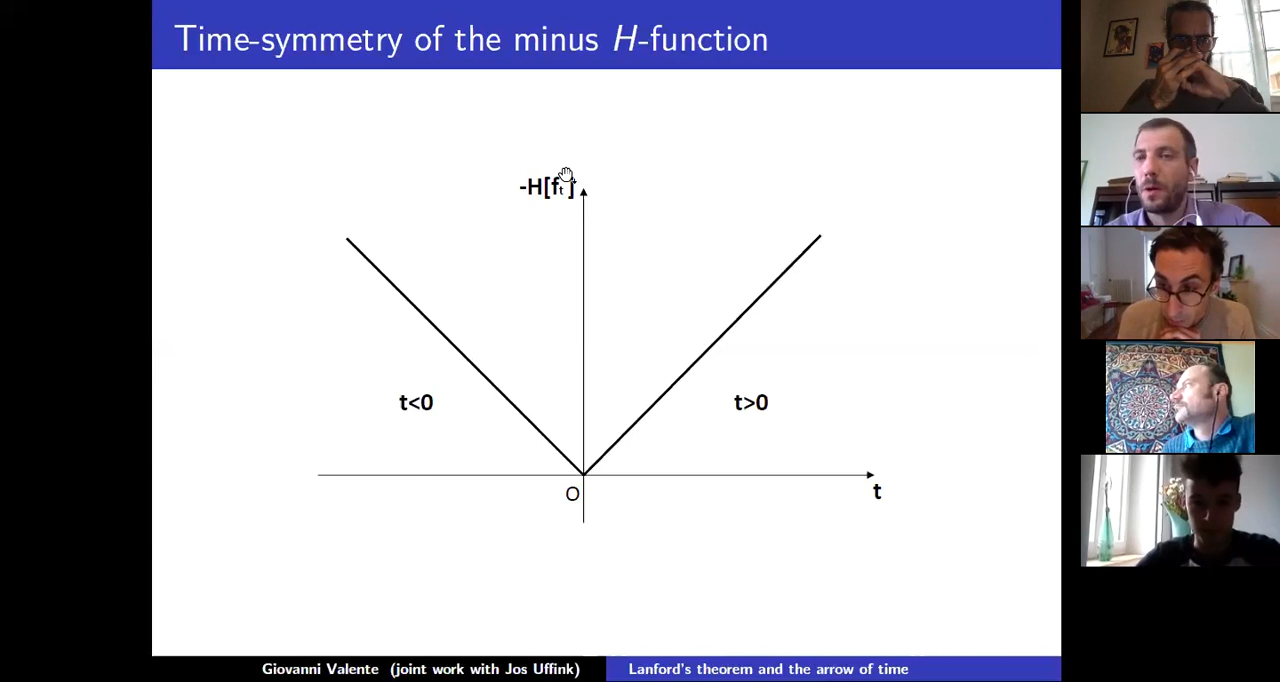 Time-symmetry of the minus H-function
-H[fₜ]
t<0
t>0
O
t
Giovanni Valente (joint work with Jos Uffink)
Lanford's theorem and the arrow of time